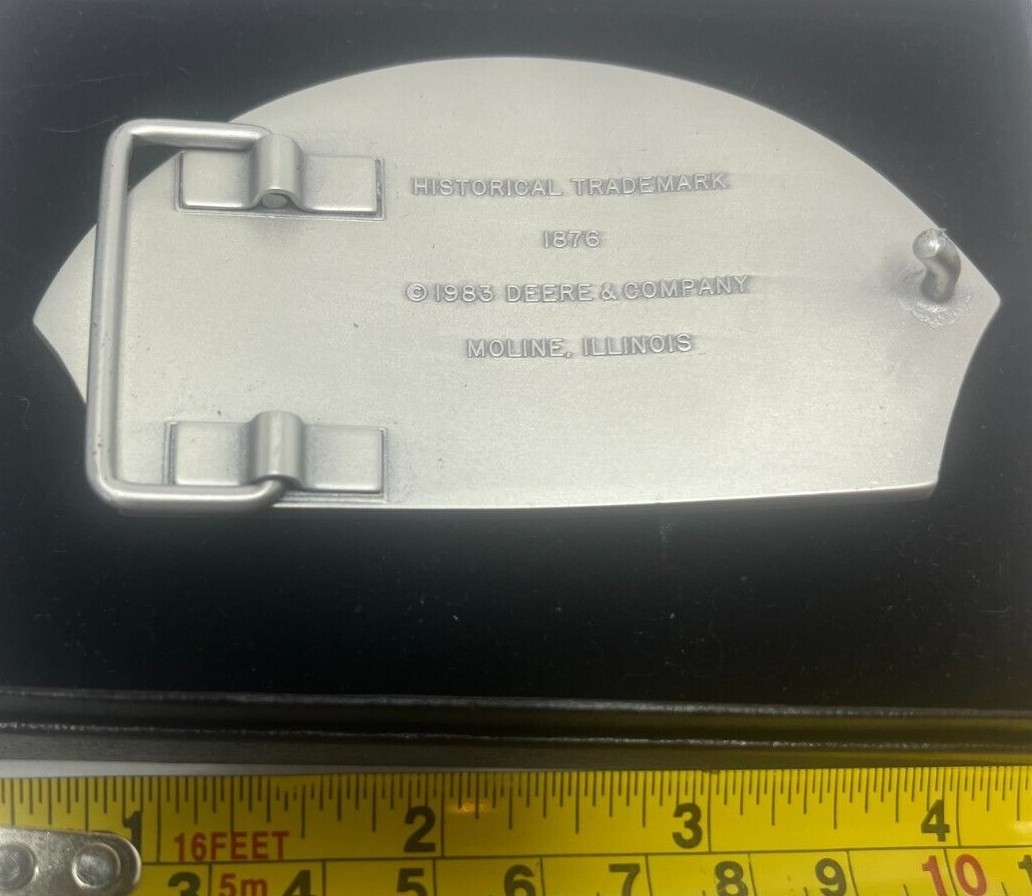 HISTORICAL TRADEMARK
1876
© 1983 DEERE & COMPANY
MOLINE, ILLINOIS
1 2 3 4
16FEET
3 5m 4 5 6 7 8 9 10